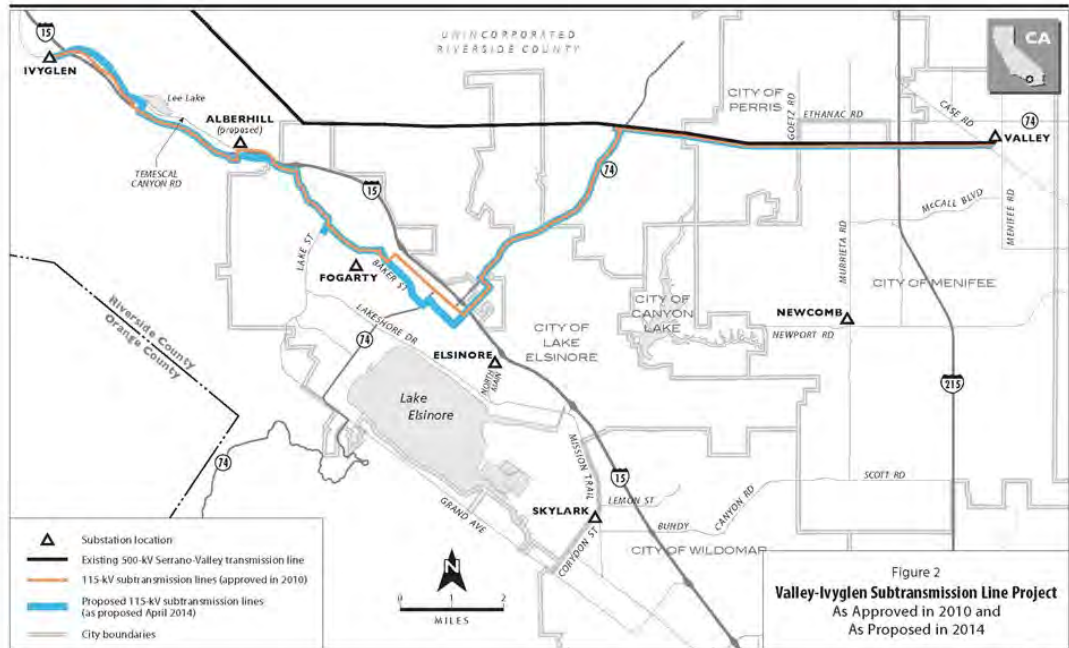 15
IVYGLEN
UNINCORPORATED
RIVERSIDE COUNTY
CA
Lee Lake
ALBERHILL
(proposed)
TEMESCAL
CANYON RD
CITY OF
PERRIS
GOETZ RD
ETHANAC RD
CASE RD
74
VALLEY
15
74
McCALL BLVD
MENIFEE RD
LAKE ST
FOGARTY
BAKER ST
MURRIETA RD
CITY OF MENIFEE
Riverside County
Orange County
LAKESHORE DR
74
CITY OF
LAKE
ELSINORE
CITY OF
CANYON
LAKE
NEWCOMB
NEWPORT RD
ELSINORE
NORTH
MAIN
215
Lake
Elsinore
74
MISSION TRAIL
15
SCOTT RD
GRAND AVE
SKYLARK
LEMON ST
CORYDON ST
BUNDY
CANYON RD
CITY OF WILDOMAR
Substation location
Existing 500-kV Serrano-Valley transmission line
115-kV subtransmission lines (approved in 2010)
Proposed 115-kV subtransmission lines
(as proposed April 2014)
City boundaries
N
0 1 2
MILES
Figure 2
Valley-Ivyglen Subtransmission Line Project
As Approved in 2010 and
As Proposed in 2014